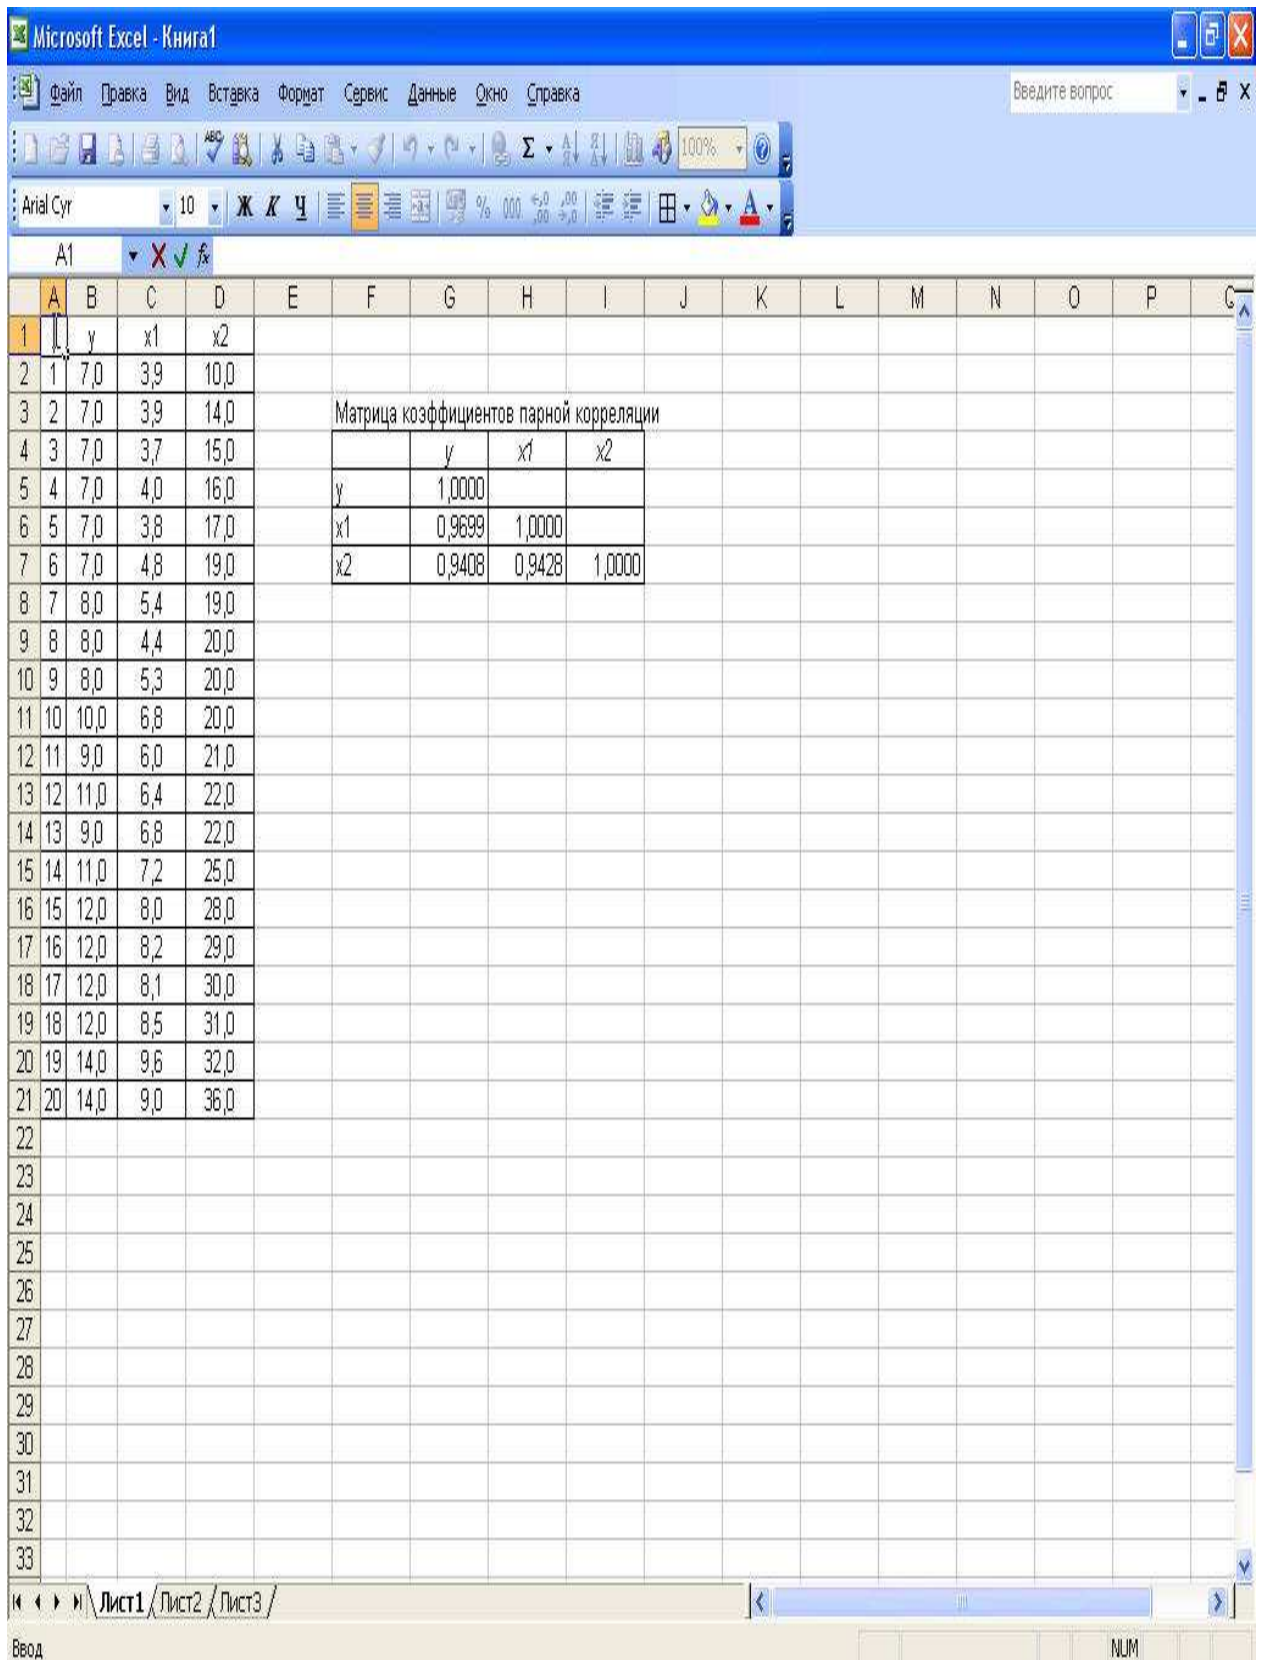 Microsoft Excel - Книга1
Файл Правка Вид Вставка Формат Сервис Данные Окно Справка Введите вопрос
100%
Arial Cyr 10 Ж К Ч
A1 fx
A B C D E F G H I J K L M N O P
1 y x1 x2
2 1 7,0 3,9 10,0
3 2 7,0 3,9 14,0 Матрица коэффициентов парной корреляции
4 3 7,0 3,7 15,0 y x1 x2
5 4 7,0 4,0 16,0 y 1,0000
6 5 7,0 3,8 17,0 x1 0,9699 1,0000
7 6 7,0 4,8 19,0 x2 0,9408 0,9428 1,0000
8 7 8,0 5,4 19,0
9 8 8,0 4,4 20,0
10 9 8,0 5,3 20,0
11 10 10,0 6,8 20,0
12 11 9,0 6,0 21,0
13 12 11,0 6,4 22,0
14 13 9,0 6,8 22,0
15 14 11,0 7,2 25,0
16 15 12,0 8,0 28,0
17 16 12,0 8,2 29,0
18 17 12,0 8,1 30,0
19 18 12,0 8,5 31,0
20 19 14,0 9,6 32,0
21 20 14,0 9,0 36,0
22
23
24
25
26
27
28
29
30
31
32
33
Лист1 Лист2 Лист3
Ввод NUM